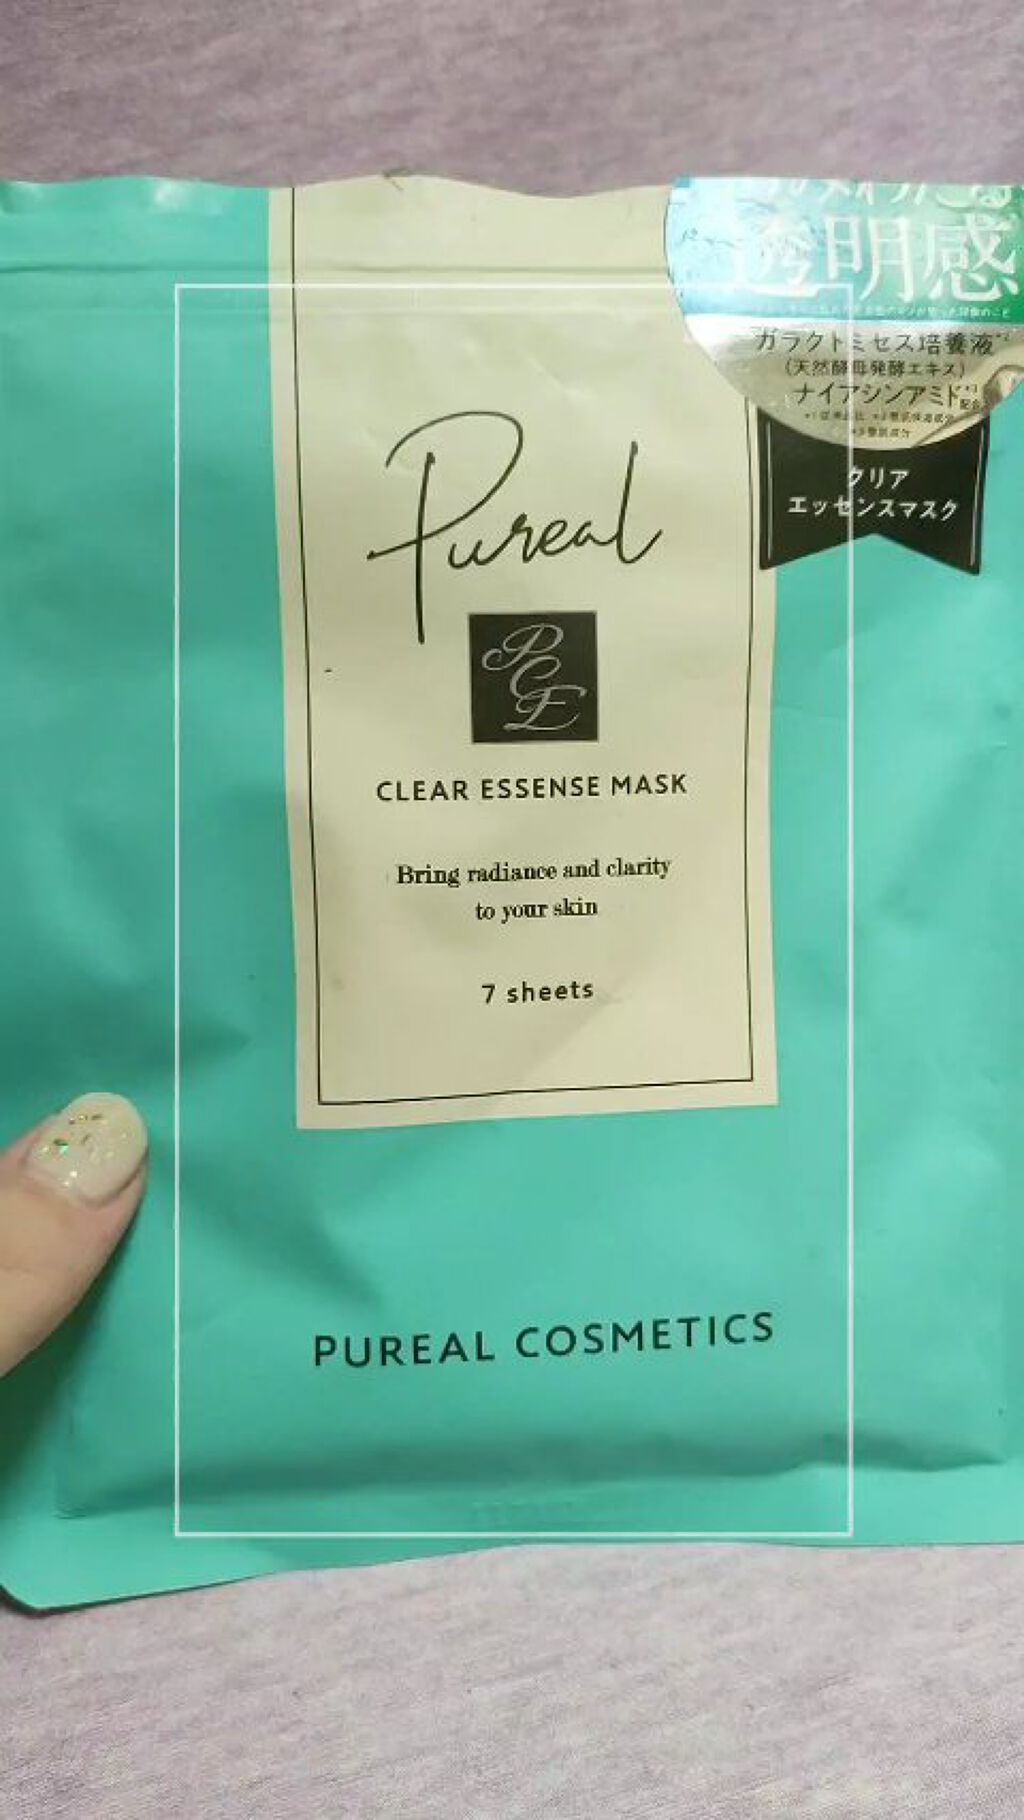 透明感
ガラクトミセス培養液
(天然酵母発酵エキス)
ナイアシンアミド
配合
クリア
エッセンスマスク
Pureal
PCE
CLEAR ESSENSE MASK
Bring radiance and clarity
to your skin
7 sheets
PUREAL COSMETICS